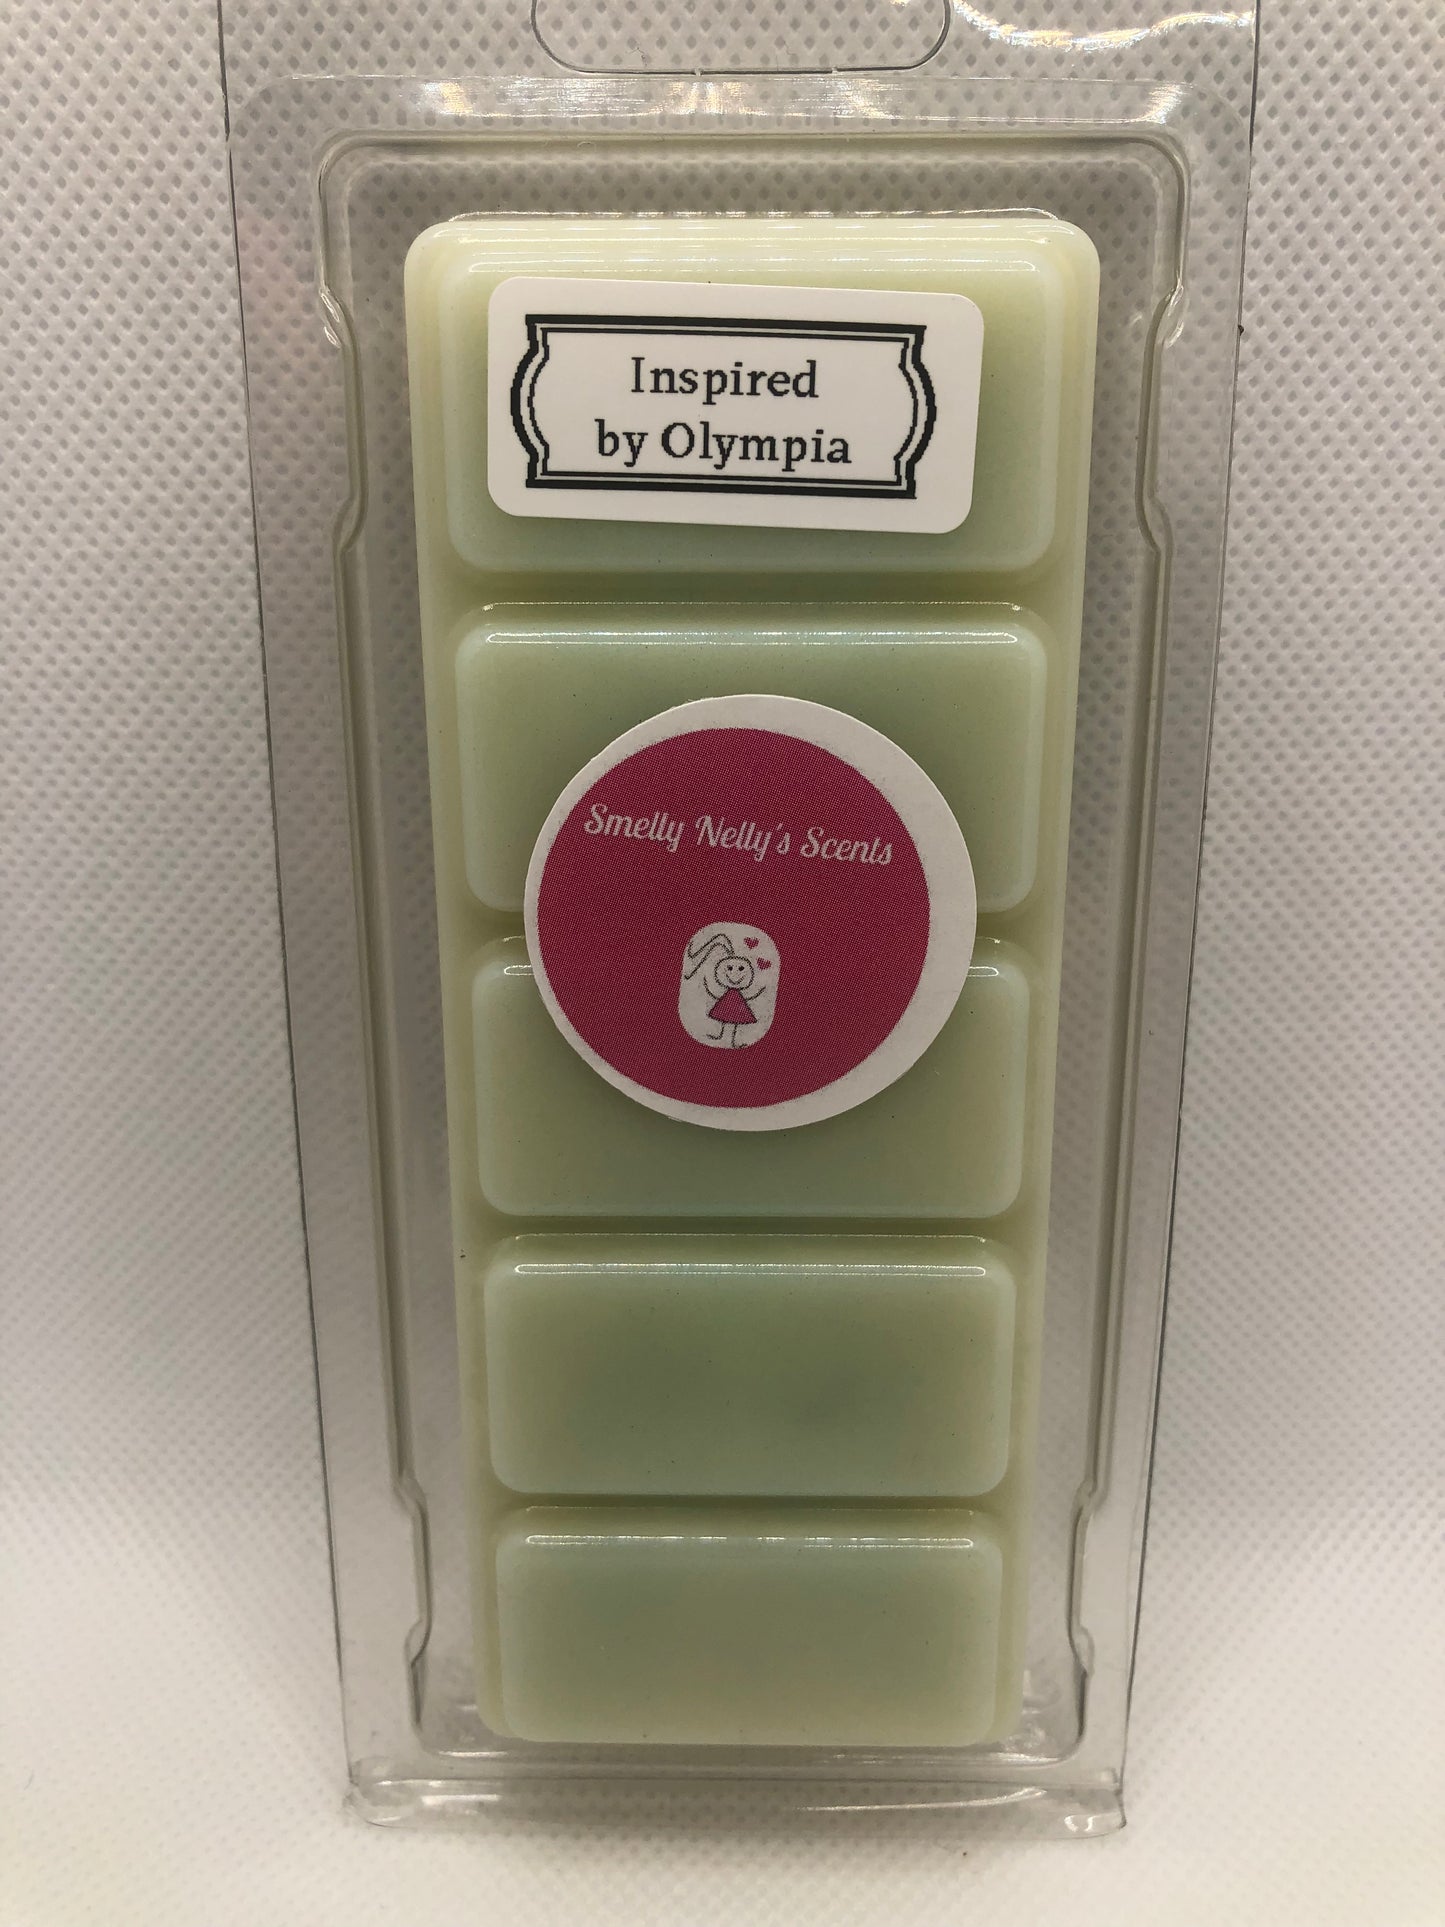 Inspired
by Olympia
Smelly Nelly's Scents